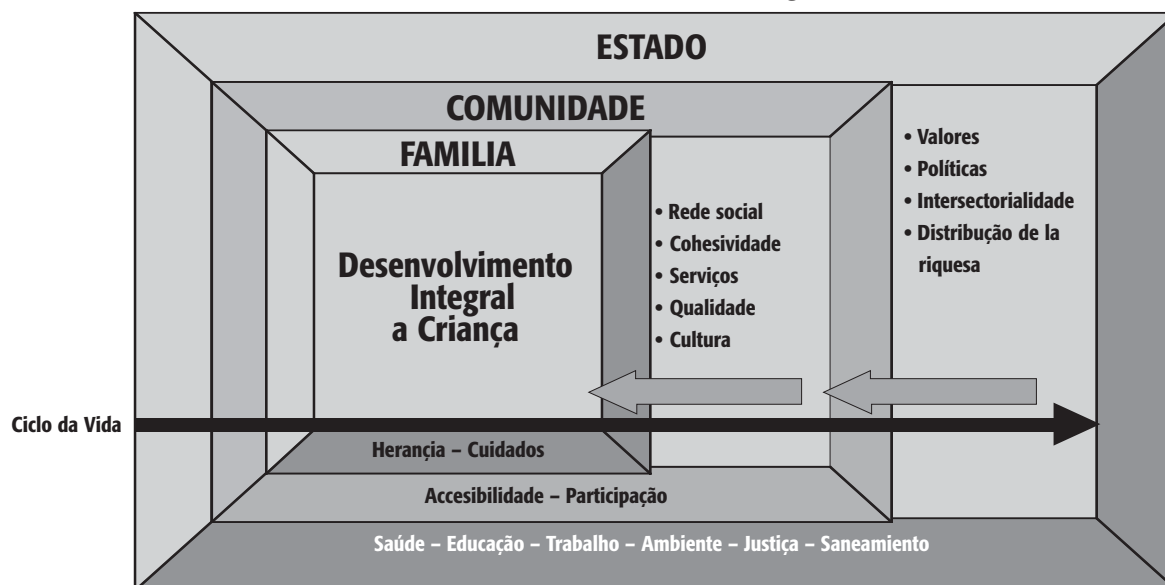 ESTADO
COMUNIDADE
FAMILIA
Desenvolvimento
Integral
a Criança
• Rede social
• Cohesividade
• Serviços
• Qualidade
• Cultura
• Valores
• Políticas
• Intersectorialidade
• Distribução de la
riquesa
Ciclo da Vida
Herançia – Cuidados
Accesibilidade – Participação
Saúde – Educação – Trabalho – Ambiente – Justiça – Saneamiento